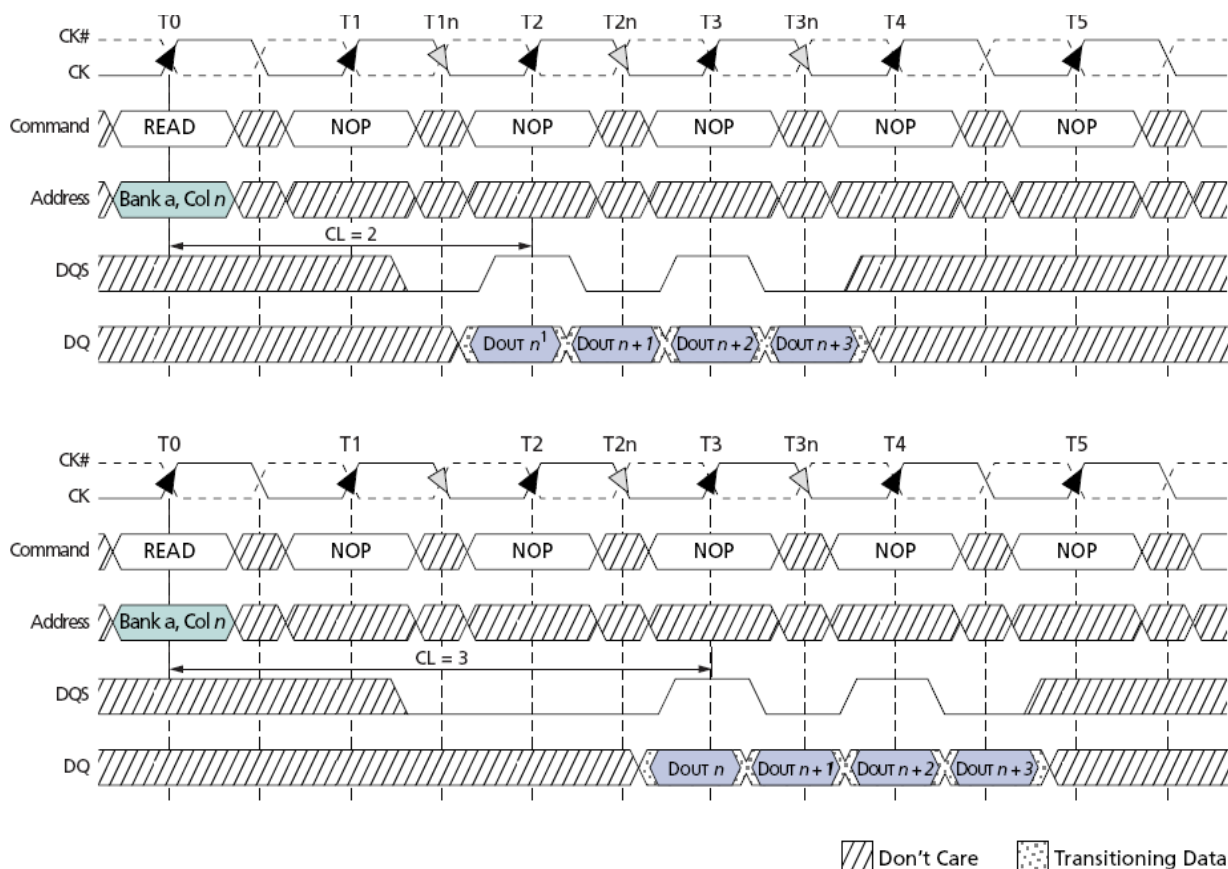 T0 T1 T1n T2 T2n T3 T3n T4 T5
CK#
CK
Command READ NOP NOP NOP NOP NOP
Address Bank a, Col n
CL = 2
DQS
DQ DOUT n¹ DOUT n + 1 DOUT n + 2 DOUT n + 3
T0 T1 T2 T2n T3 T3n T4 T5
CK#
CK
Command READ NOP NOP NOP NOP NOP
Address Bank a, Col n
CL = 3
DQS
DQ DOUT n DOUT n + 1 DOUT n + 2 DOUT n + 3
Don't Care Transitioning Data